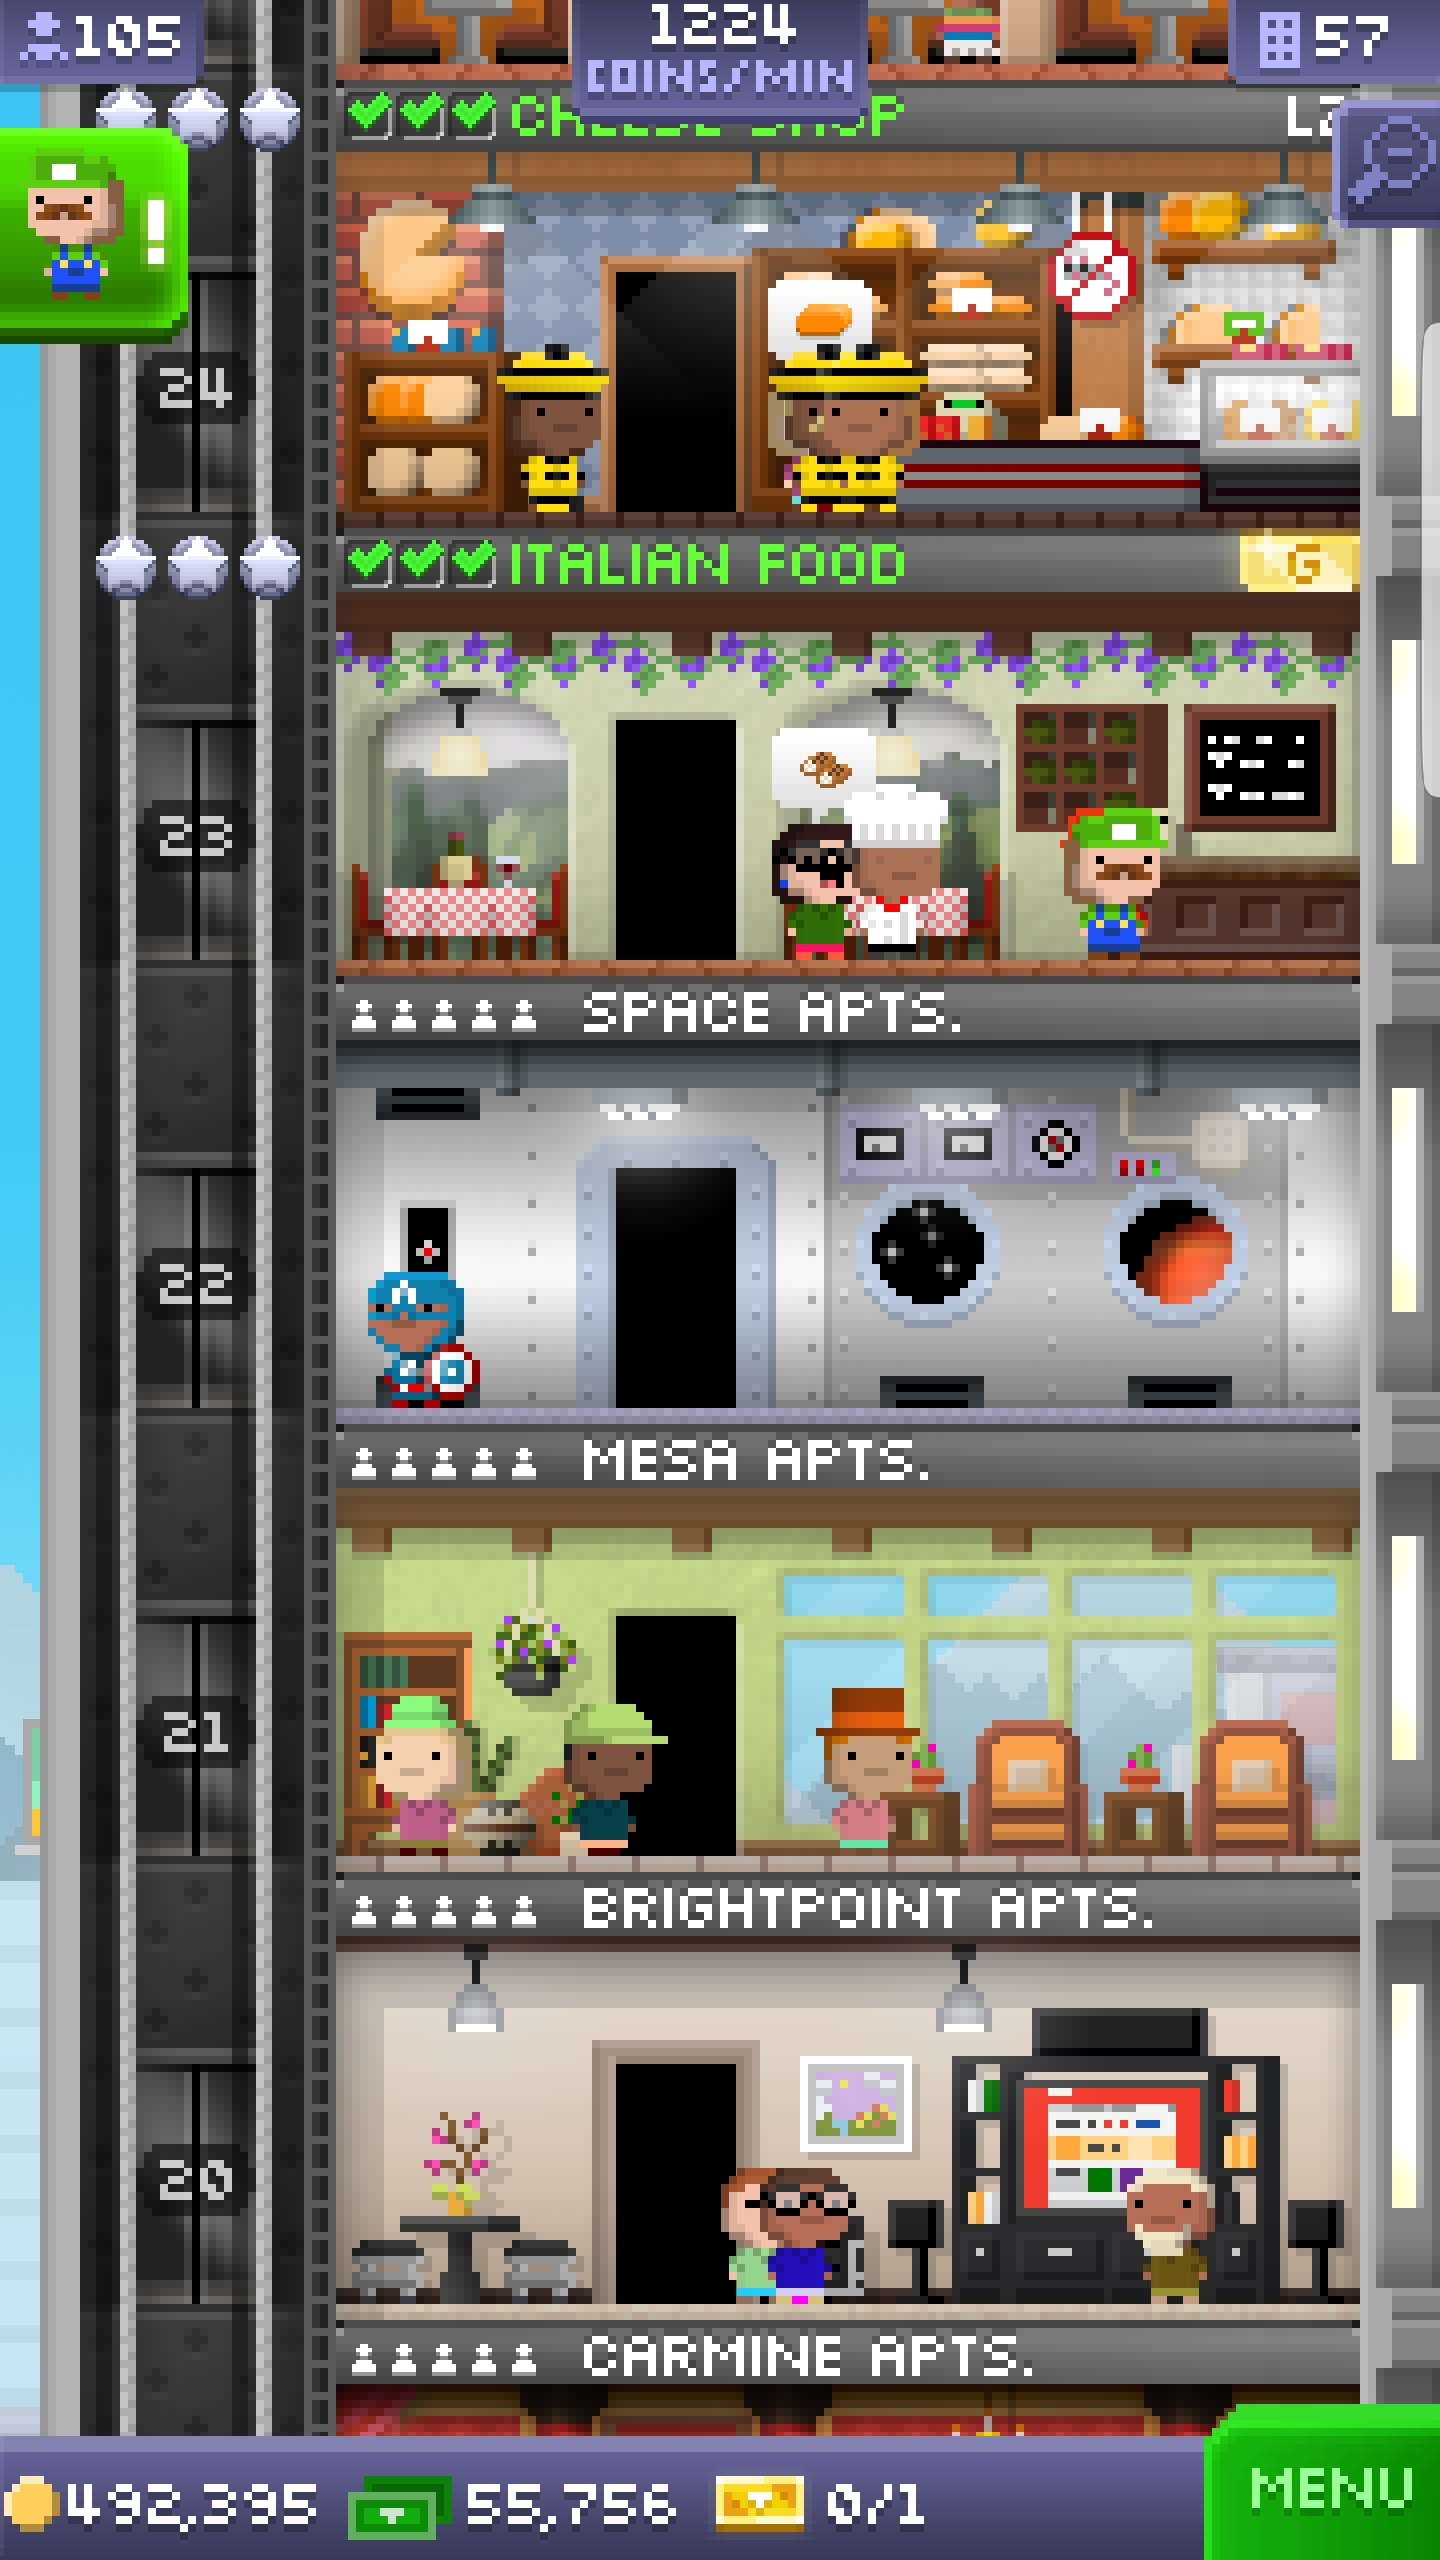 105
1224
COINS/MIN
57
CHEESE SHOP
!
24
ITALIAN FOOD
G
23
SPACE APTS.
22
MESA APTS.
21
BRIGHTPOINT APTS.
20
CARMINE APTS.
492,395
55,756
0/1
MENU